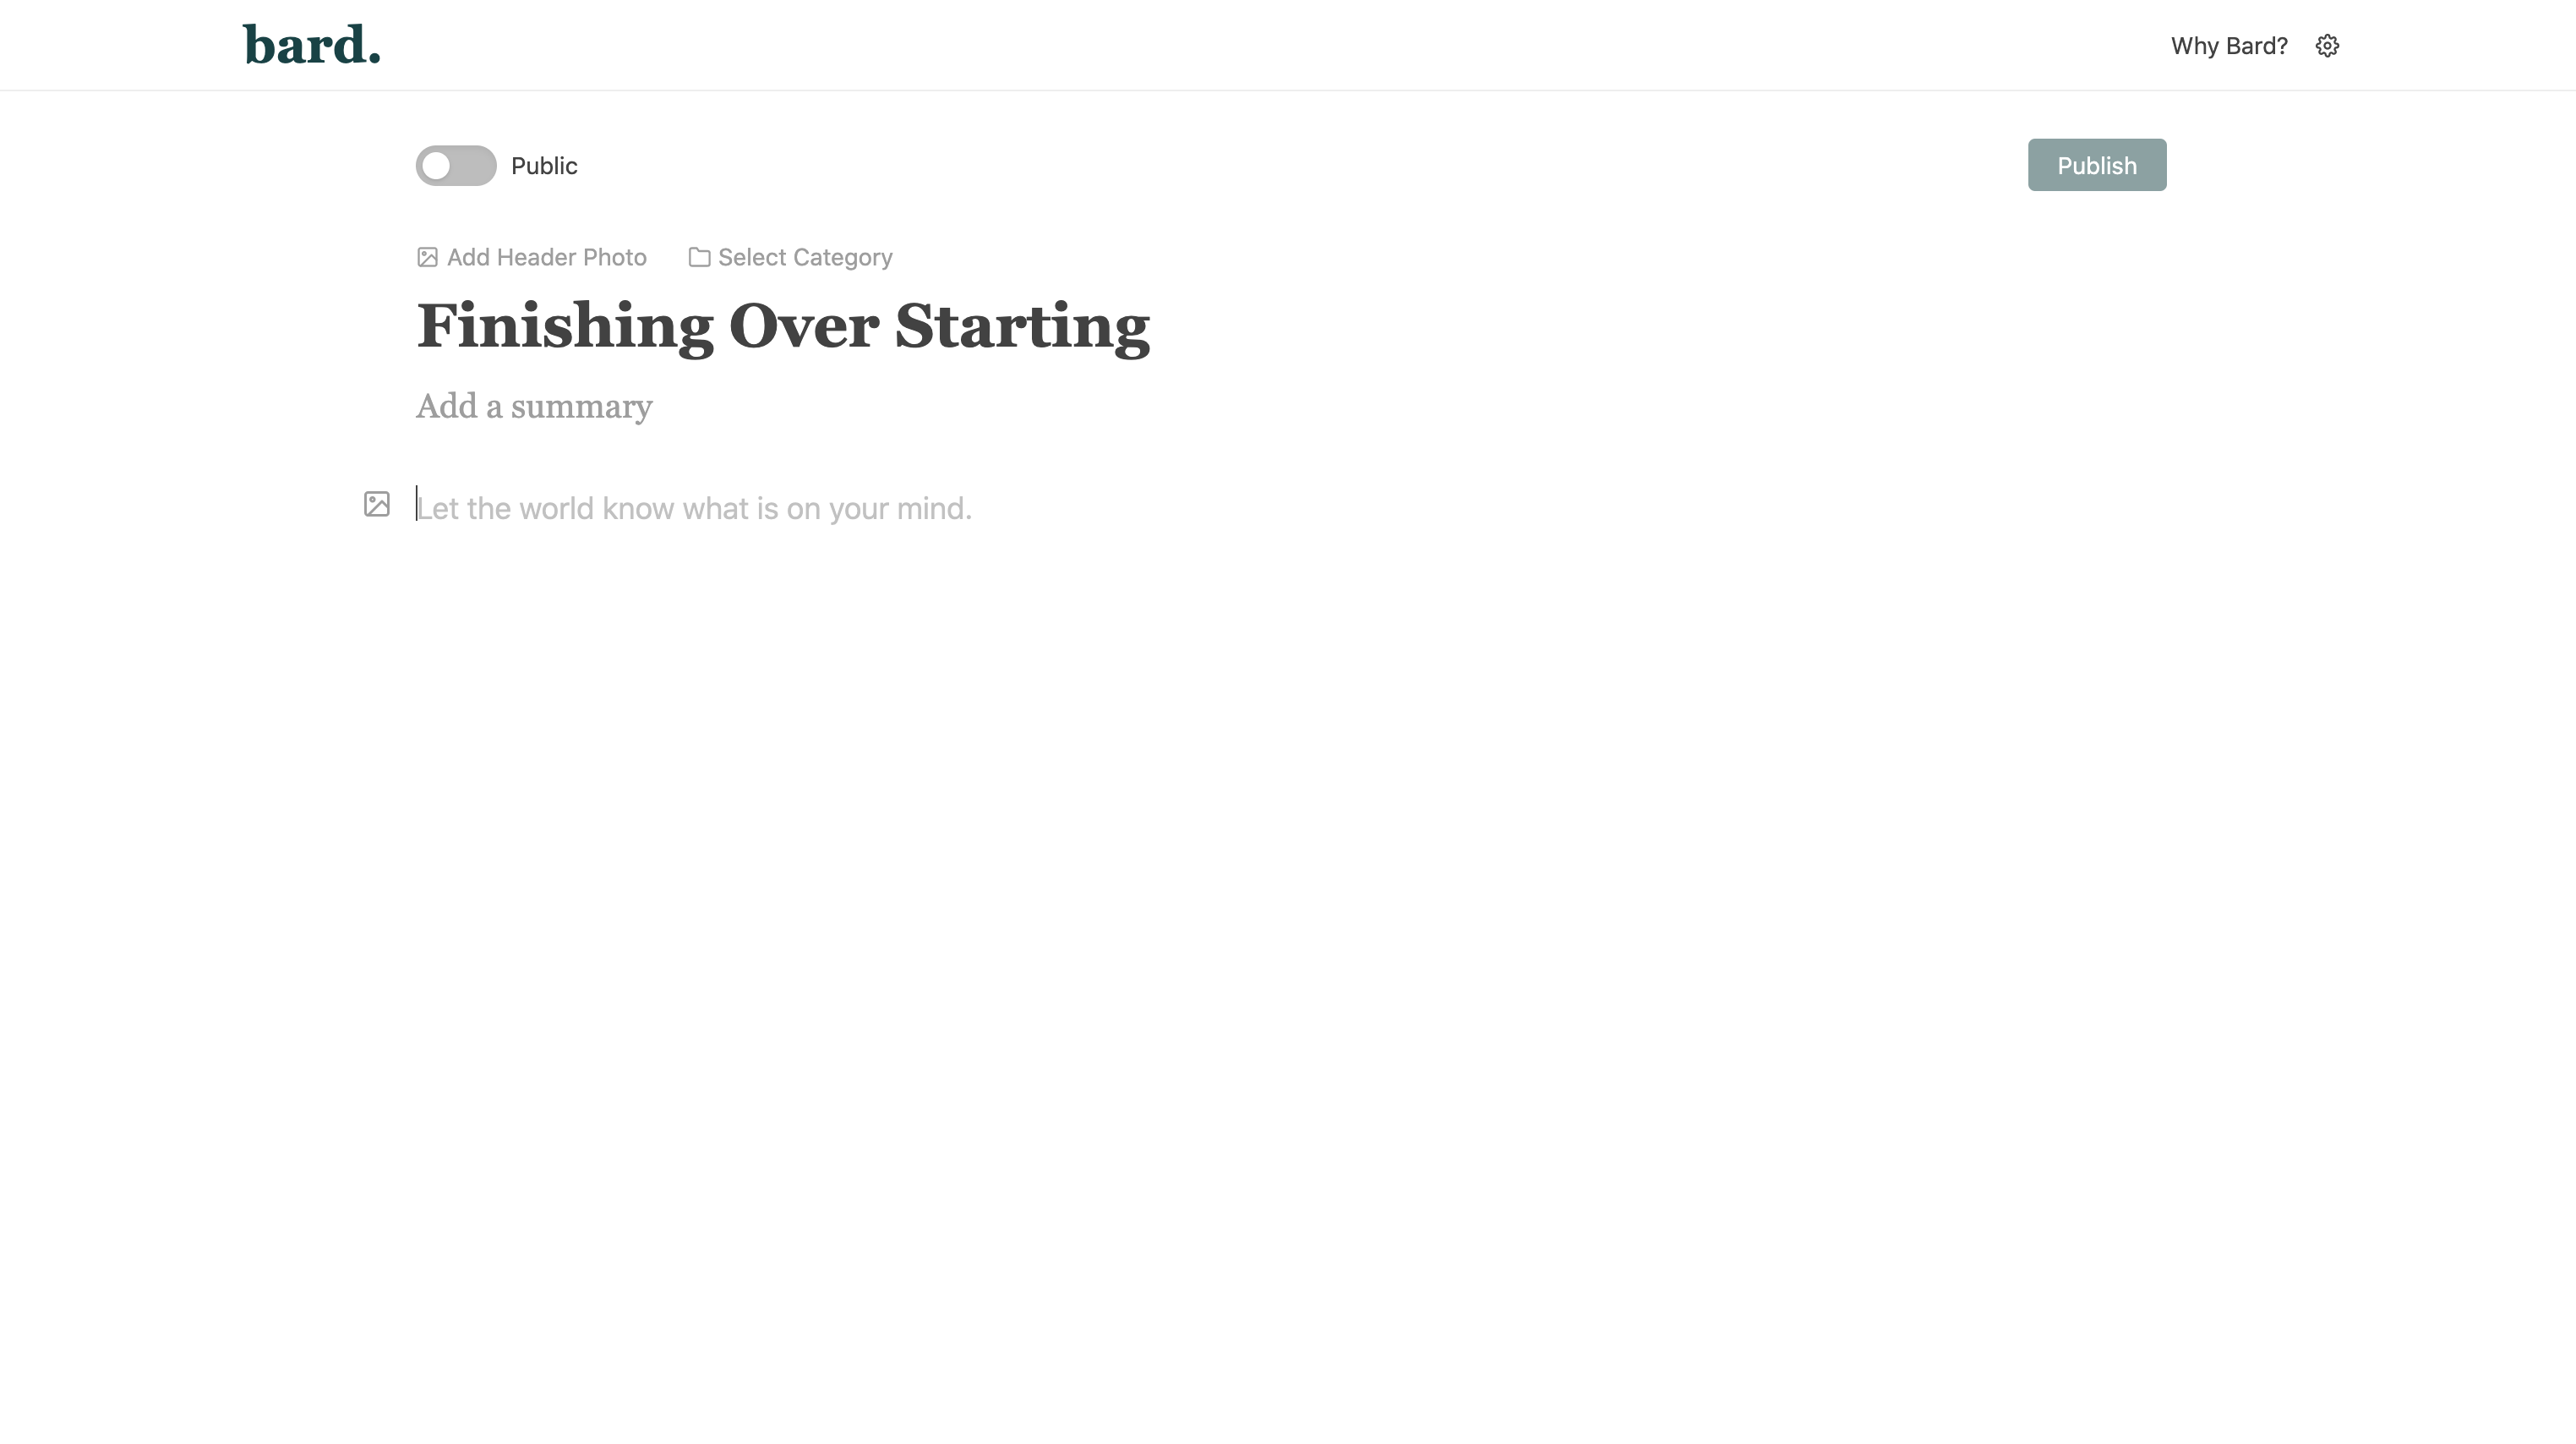 bard.
Why Bard?
Public
Publish
Add Header Photo
Select Category
Finishing Over Starting
Add a summary
Let the world know what is on your mind.